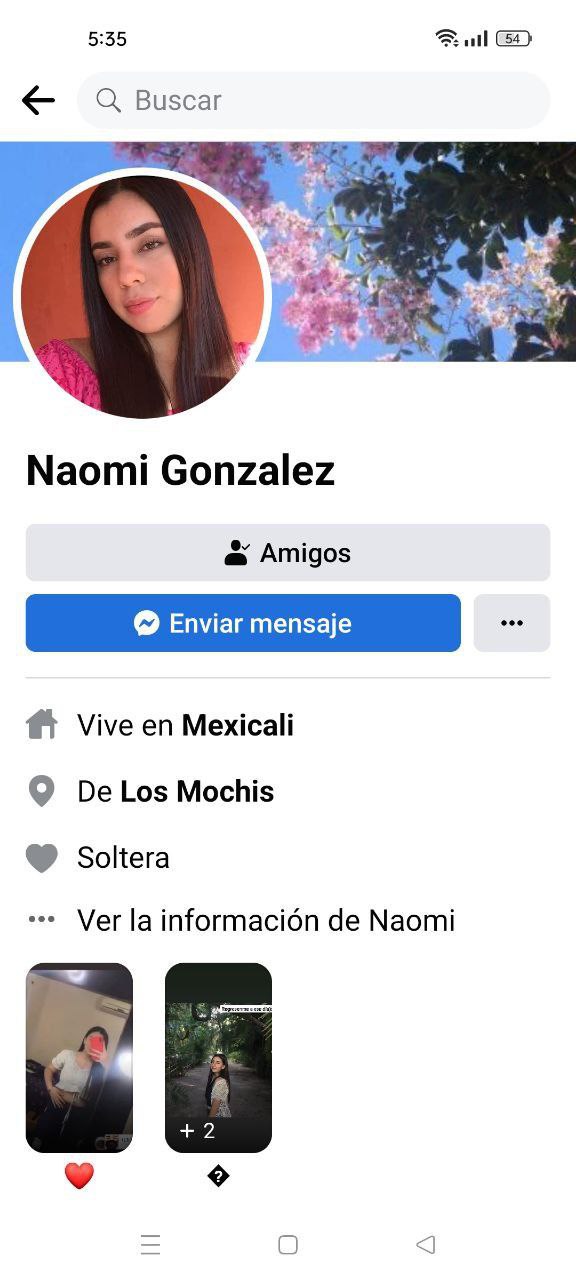 5:35
54
Buscar
Naomi Gonzalez
Amigos
Enviar mensaje
Vive en Mexicali
De Los Mochis
Soltera
Ver la información de Naomi
+ 2